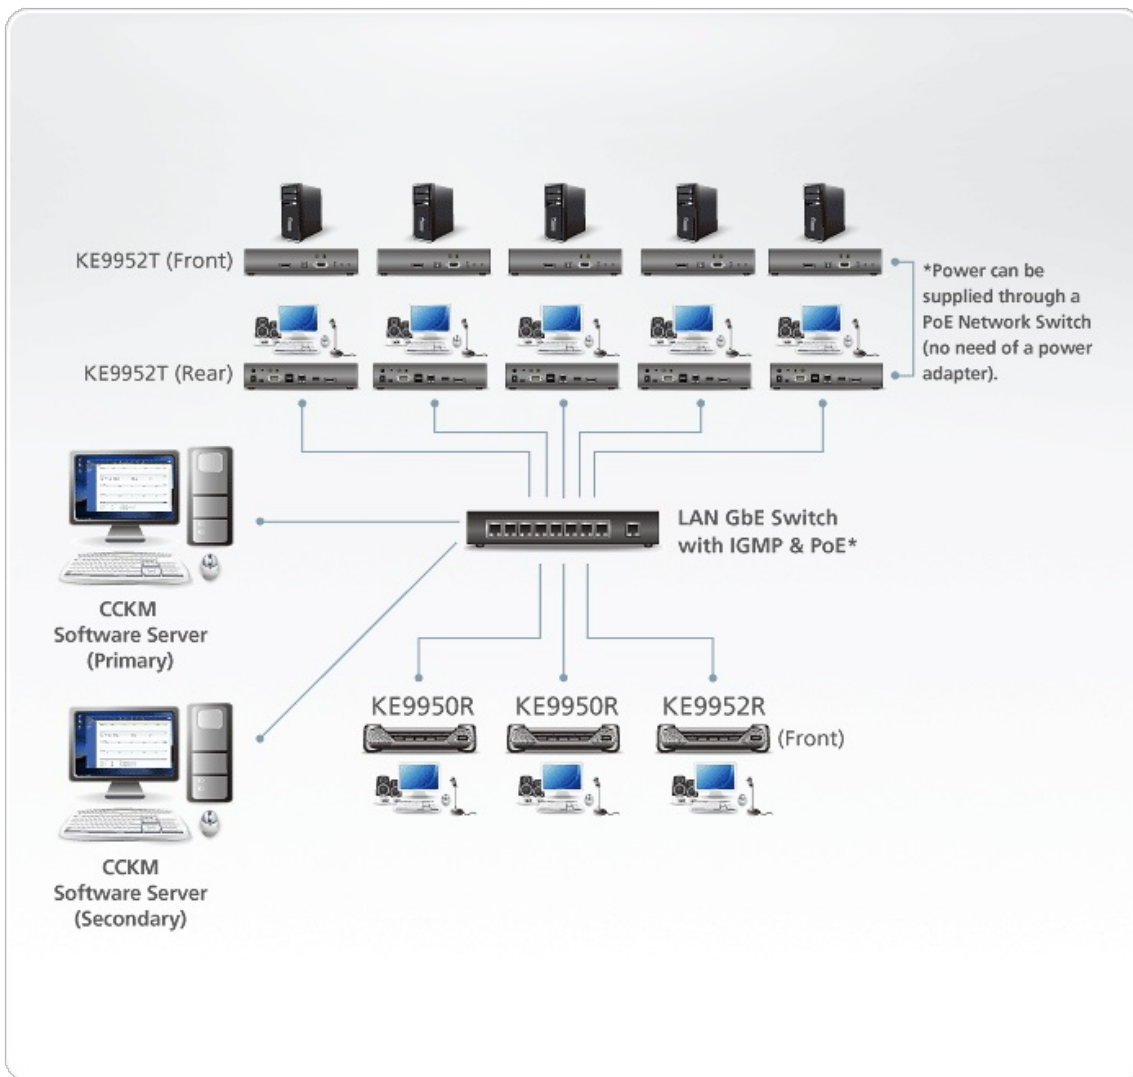 KE9952T (Front)
*Power can be
supplied through a
PoE Network Switch
(no need of a power
adapter).
KE9952T (Rear)
LAN GbE Switch
with IGMP & PoE*
CCKM
Software Server
(Primary)
KE9950R
KE9950R
KE9952R
(Front)
CCKM
Software Server
(Secondary)